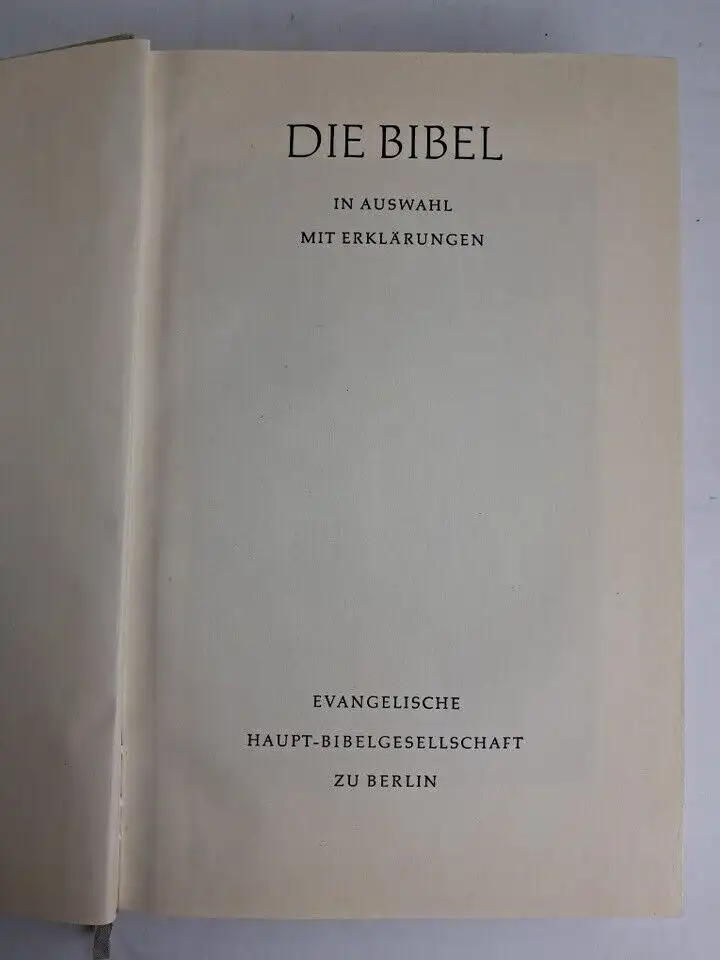 DIE BIBEL
IN AUSWAHL
MIT ERKLÄRUNGEN
EVANGELISCHE
HAUPT-BIBELGESELLSCHAFT
ZU BERLIN